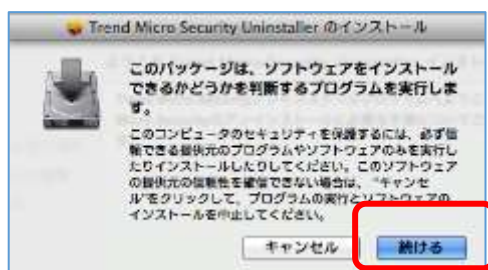 Trend Micro Security Uninstaller のインストール
このパッケージは、ソフトウェアをインストール
できるかどうかを判断するプログラムを実行しま
す。
このコンピュータのセキュリティを保護するには、必ず信
頼できる提供元のプログラムやソフトウェアのみを実行し
たりインストールしたりしてください。このソフトウェア
の提供元の信頼性を確信できない場合は、"キャンセ
ル"をクリックして、プログラムの実行とソフトウェアの
インストールを中止してください。
キャンセル
続ける